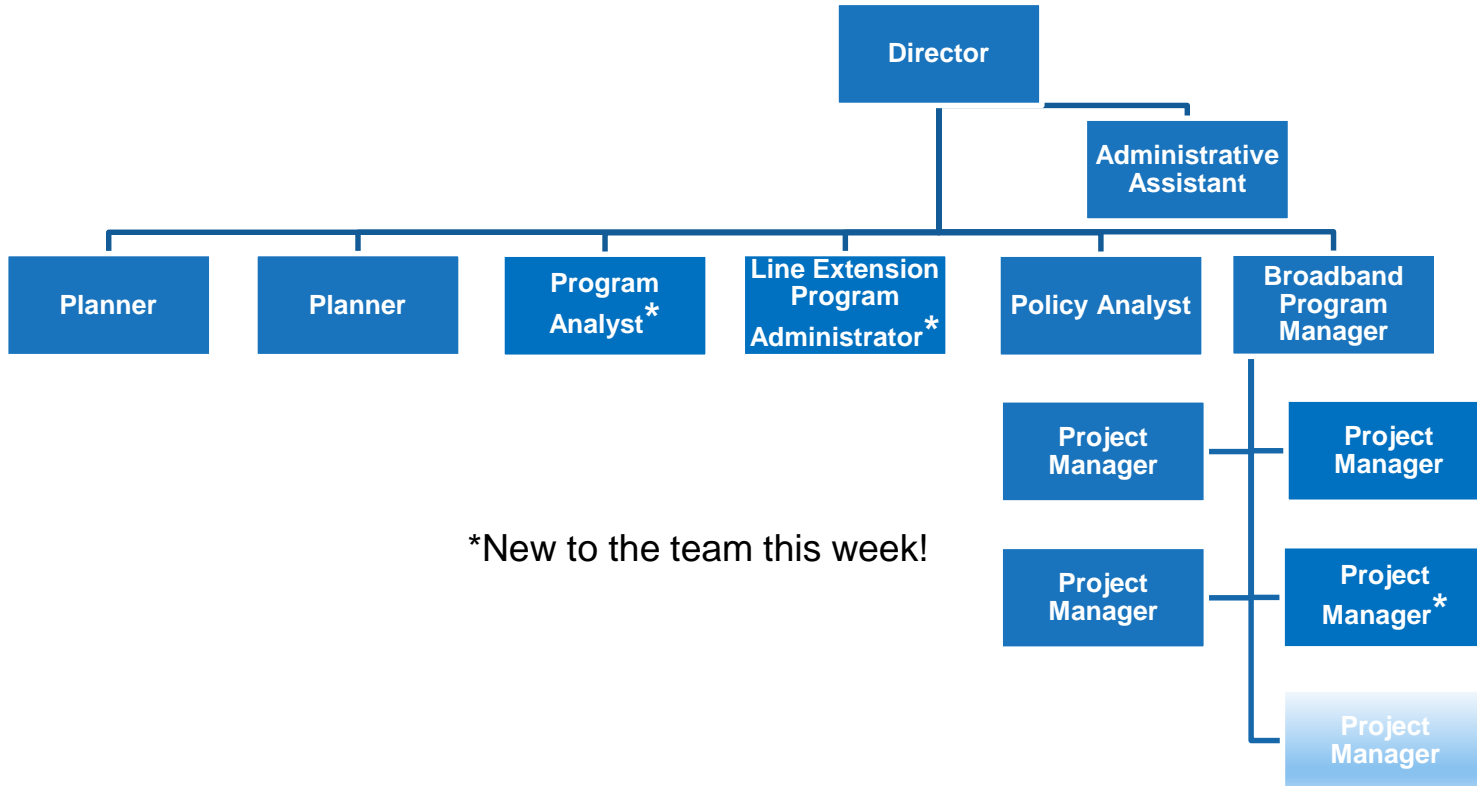 Director
Administrative
Assistant
Planner
Planner
Program
Analyst*
Line Extension
Program
Administrator*
Policy Analyst
Broadband
Program
Manager
Project
Manager
Project
Manager
*New to the team this week!
Project
Manager
Project
Manager*
Project
Manager